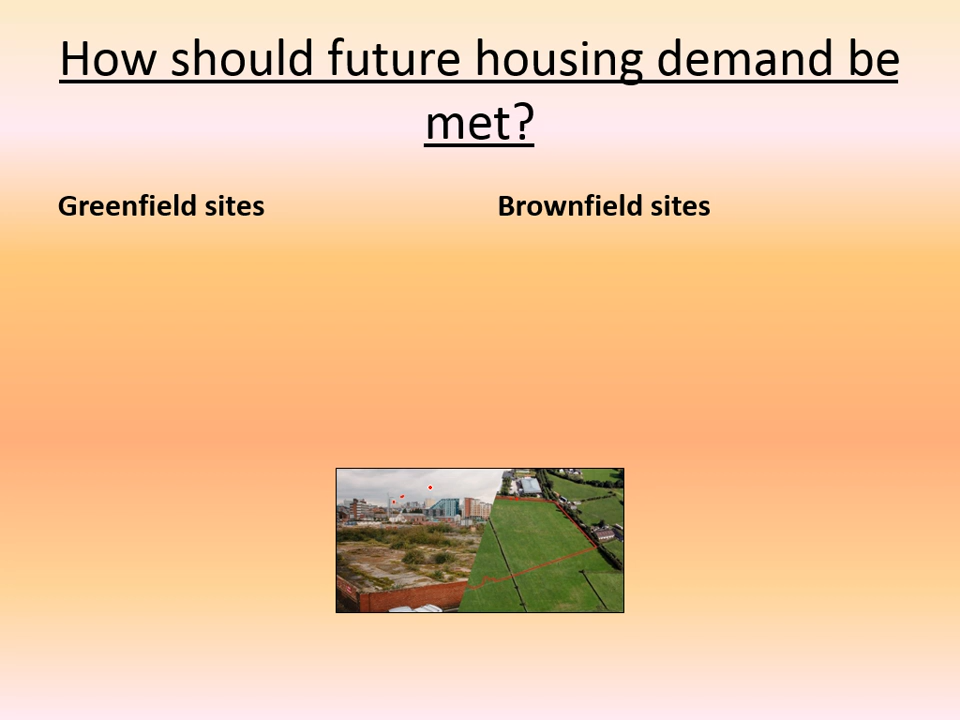 How should future housing demand be
met?
Greenfield sites
Brownfield sites